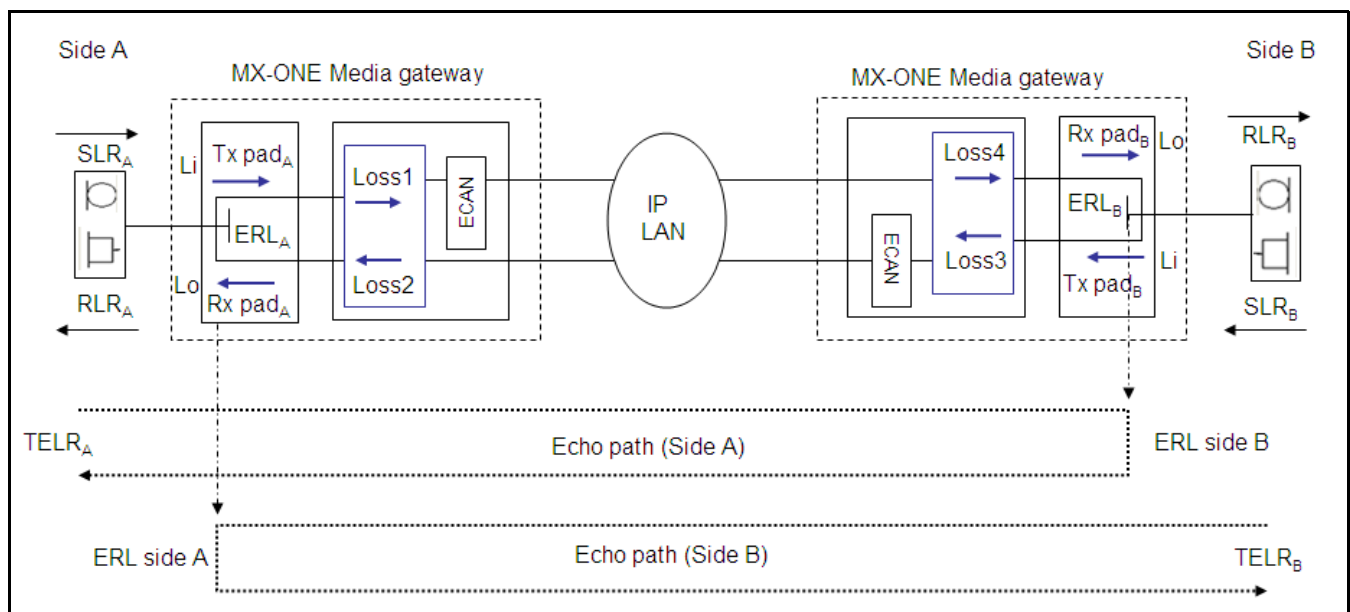 Side A
Side B
MX-ONE Media gateway
MX-ONE Media gateway
SLRA
Li
Tx padA
Loss1
ECAN
ERLA
Loss2
Lo
Rx padA
RLRA
IP
LAN
Loss4
Rx padB
Lo
RLRB
ERLB
ECAN
Loss3
Li
Tx padB
SLRB
TELRA
Echo path (Side A)
ERL side B
ERL side A
Echo path (Side B)
TELRB